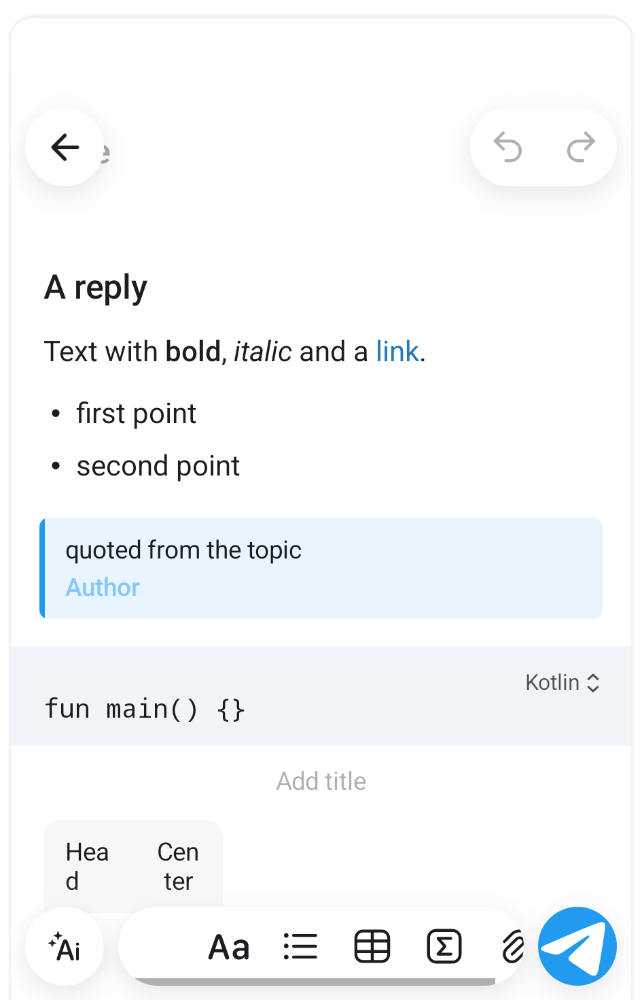 A reply
Text with bold, italic and a link.
• first point
• second point
quoted from the topic
Author
Kotlin
fun main() {}
Add title
Hea
d
Cen
ter
Ai
Aa